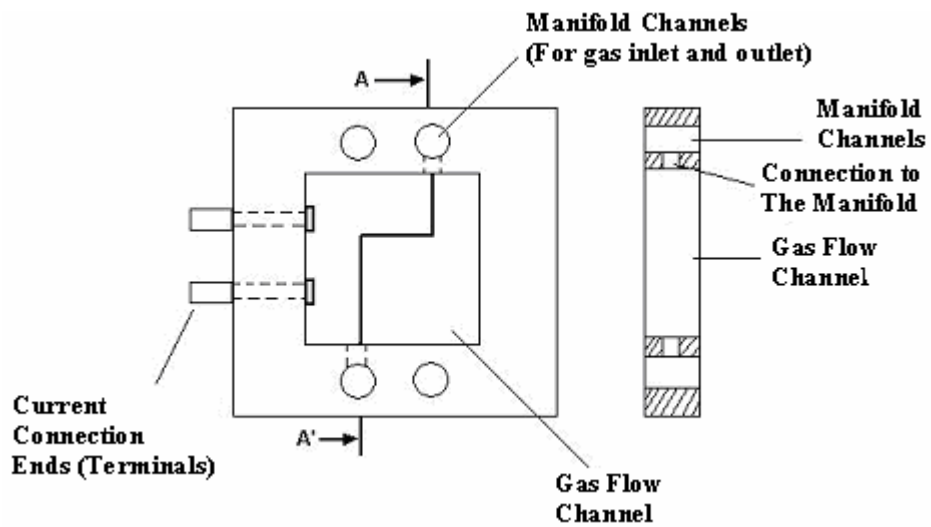 Manifold Channels
(For gas inlet and outlet)
A
Manifold
Channels
Connection to
The Manifold
Gas Flow
Channel
Current
Connection
Ends (Terminals)
A'
Gas Flow
Channel